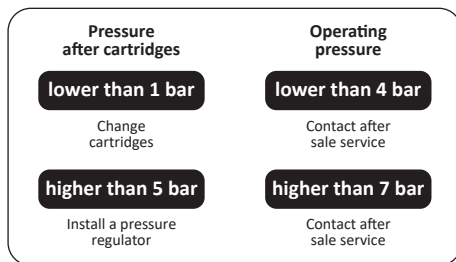 Pressure
after cartridges
lower than 1 bar
Change
cartridges
higher than 5 bar
Install a pressure
regulator
Operating
pressure
lower than 4 bar
Contact after
sale service
higher than 7 bar
Contact after
sale service